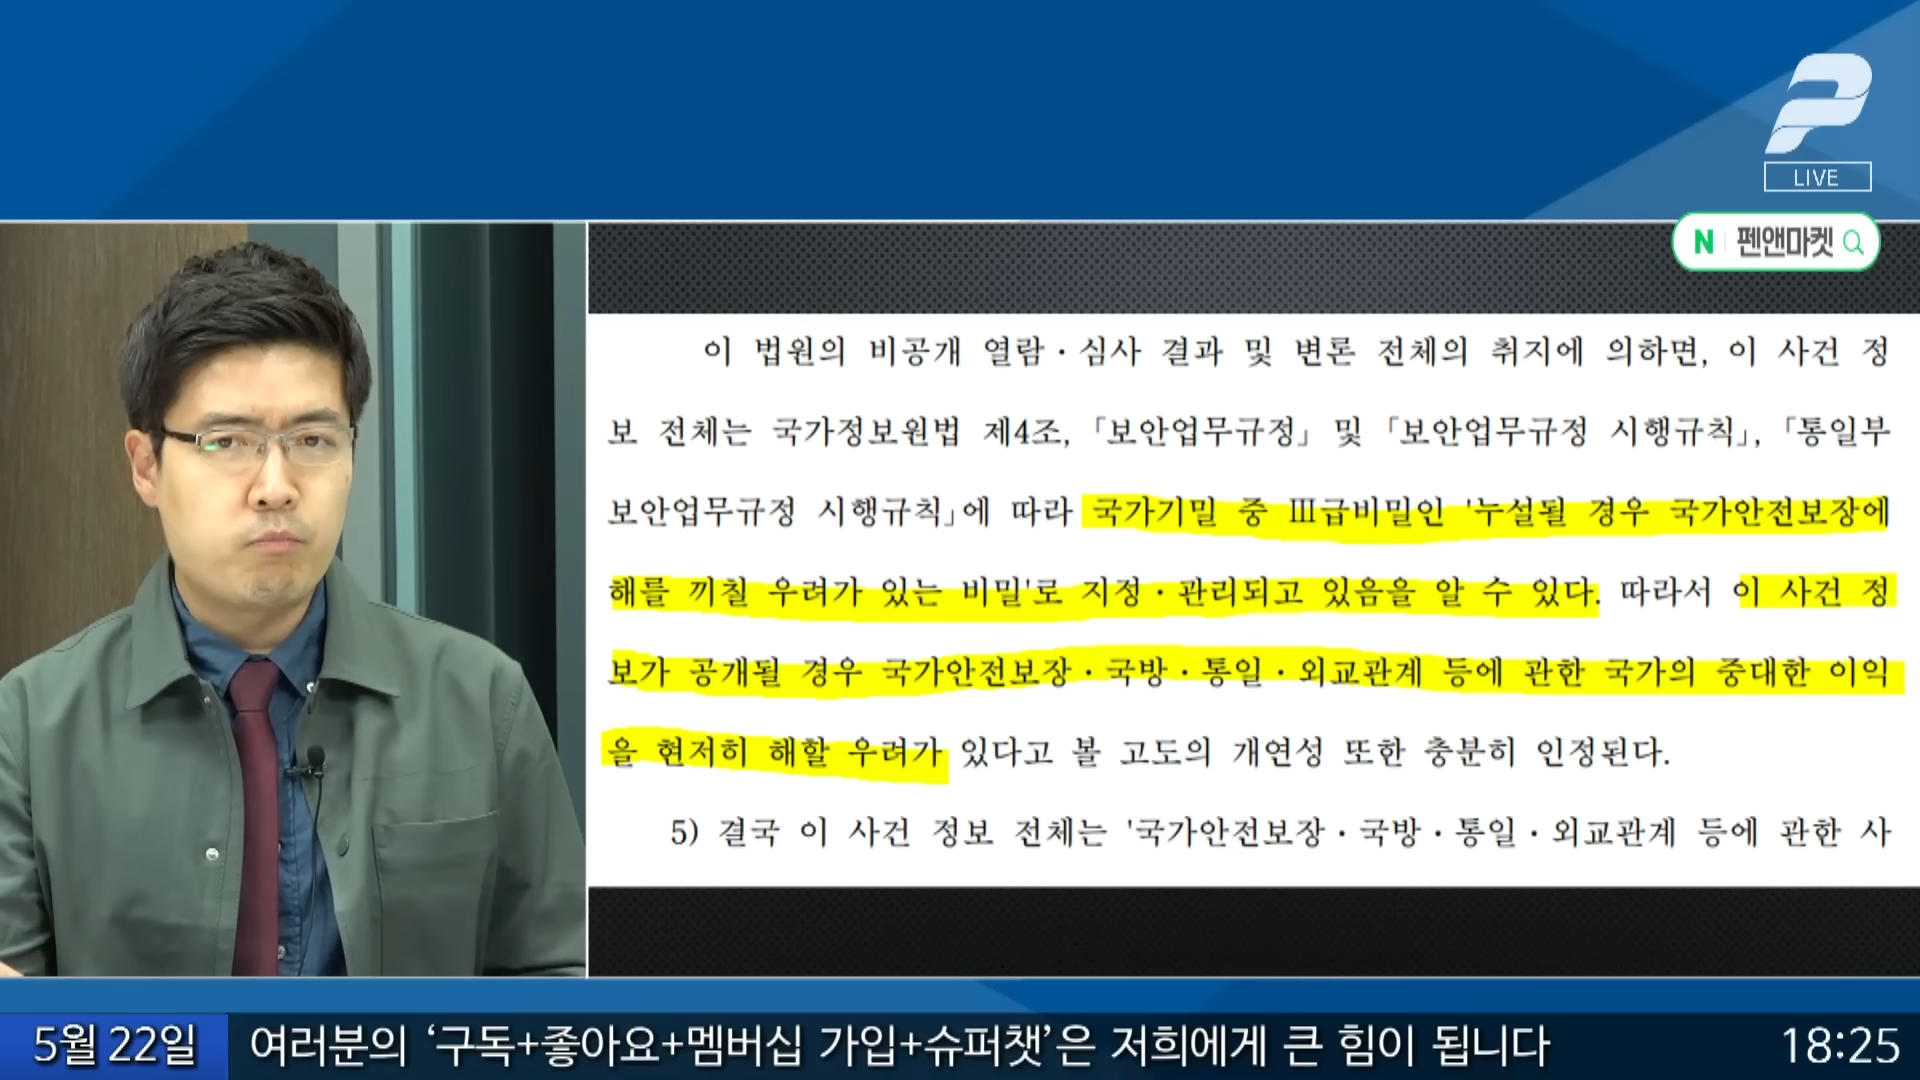 LIVE
N 펜앤마켓
이 법원의 비공개 열람·심사 결과 및 변론 전체의 취지에 의하면, 이 사건 정
보 전체는 국가정보원법 제4조, 「보안업무규정」 및 「보안업무규정 시행규칙」, 「통일부
보안업무규정 시행규칙」에 따라 국가기밀 중 Ⅲ급비밀인 '누설될 경우 국가안전보장에
해를 끼칠 우려가 있는 비밀'로 지정·관리되고 있음을 알 수 있다. 따라서 이 사건 정
보가 공개될 경우 국가안전보장·국방·통일·외교관계 등에 관한 국가의 중대한 이익
을 현저히 해할 우려가 있다고 볼 고도의 개연성 또한 충분히 인정된다.
5) 결국 이 사건 정보 전체는 '국가안전보장·국방·통일·외교관계 등에 관한 사
5월 22일 여러분의 ‘구독+좋아요+멤버십 가입+슈퍼챗’은 저희에게 큰 힘이 됩니다 18:25